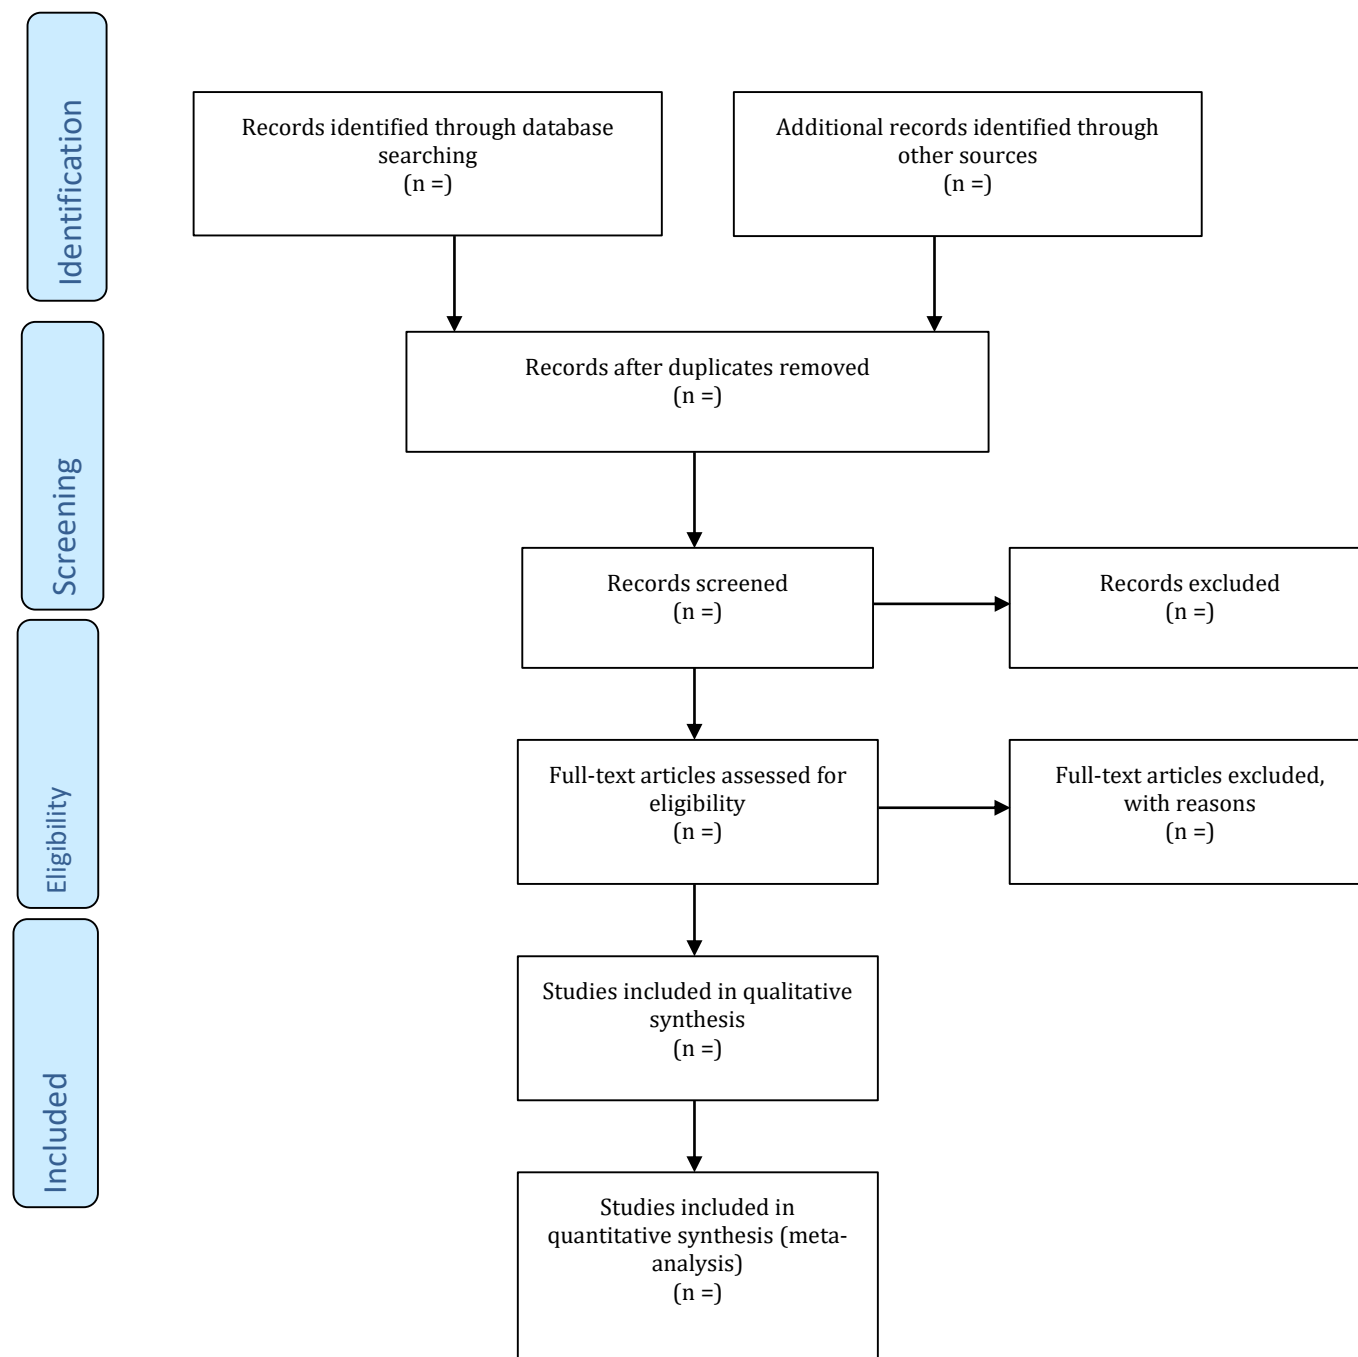 Identification
Records identified through database
searching
(n =)
Additional records identified through
other sources
(n =)
Records after duplicates removed
(n =)
Screening
Records screened
(n =)
Records excluded
(n =)
Eligibility
Full-text articles assessed for
eligibility
(n =)
Full-text articles excluded,
with reasons
(n =)
Included
Studies included in qualitative
synthesis
(n =)
Studies included in
quantitative synthesis (meta-
analysis)
(n =)